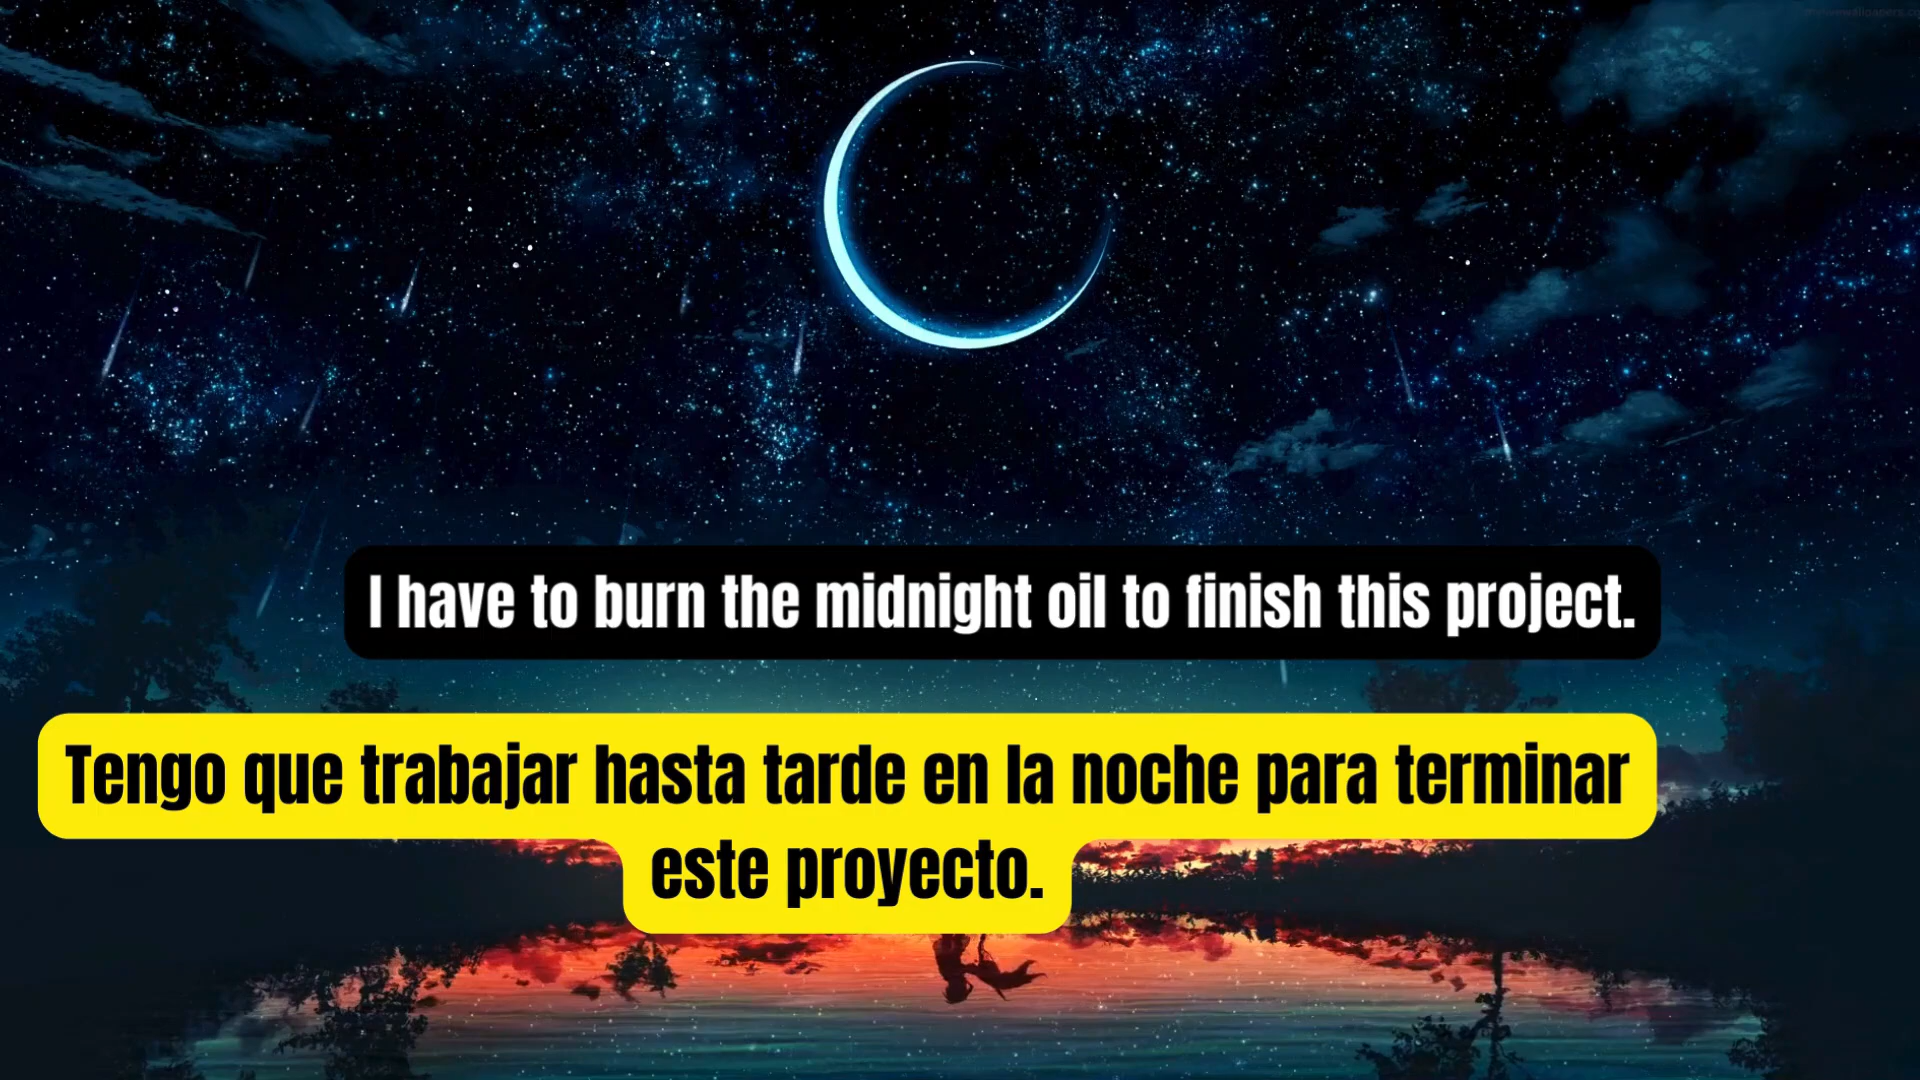 I have to burn the midnight oil to finish this project.
Tengo que trabajar hasta tarde en la noche para terminar
este proyecto.